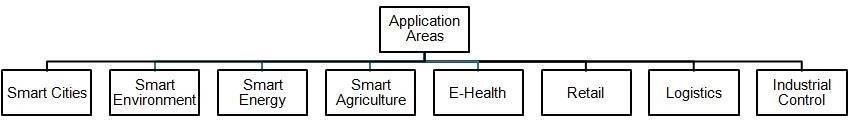 Application
Areas
Smart Cities
Smart
Environment
Smart
Energy
Smart
Agriculture
E-Health
Retail
Logistics
Industrial
Control